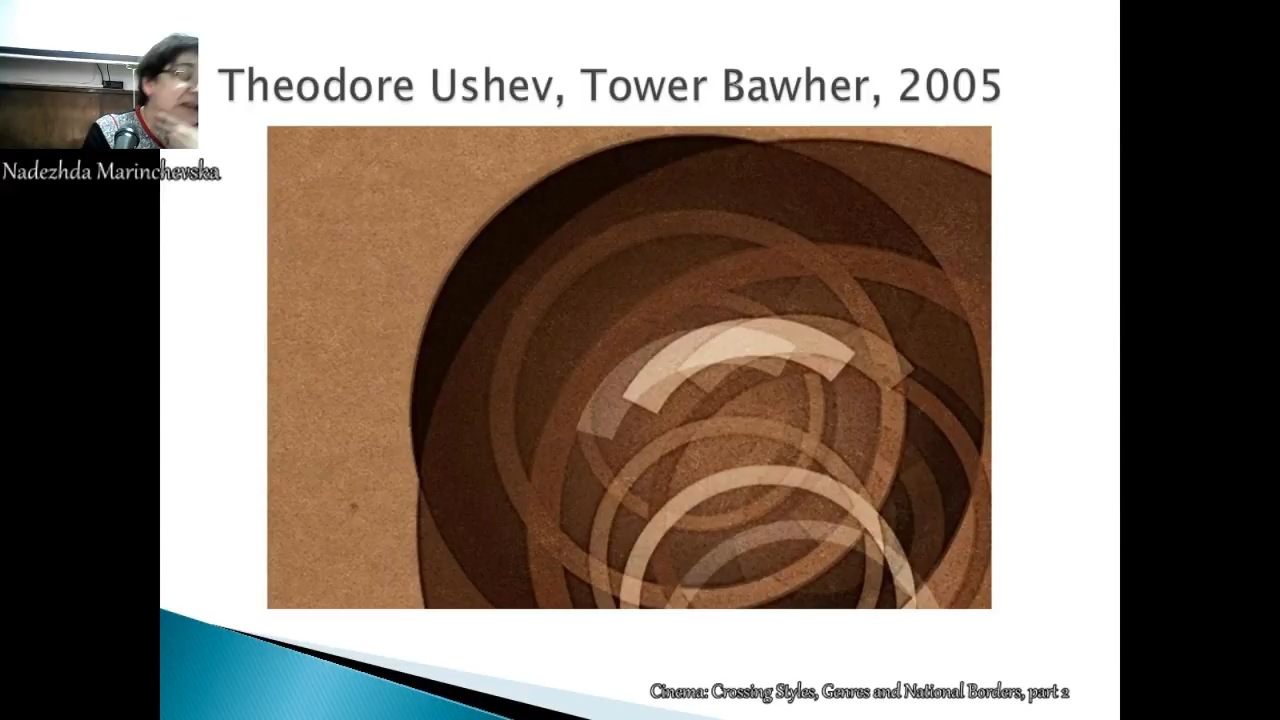 Theodore Ushev, Tower Bawher, 2005
Nadezhda Marinchevska
Cinema: Crossing Styles, Genres and National Borders, part 2